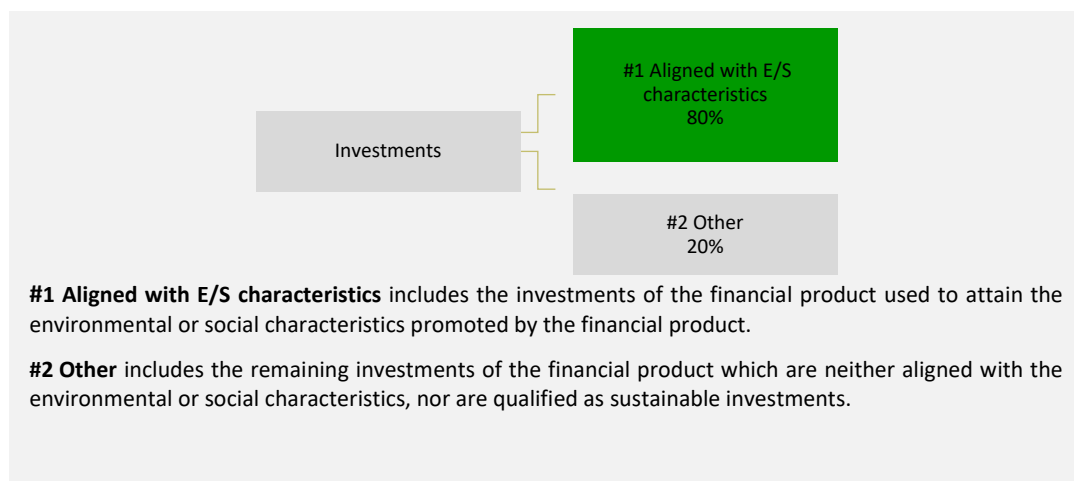 #1 Aligned with E/S
characteristics
80%
Investments
#2 Other
20%
#1 Aligned with E/S characteristics includes the investments of the financial product used to attain the
environmental or social characteristics promoted by the financial product.
#2 Other includes the remaining investments of the financial product which are neither aligned with the
environmental or social characteristics, nor are qualified as sustainable investments.